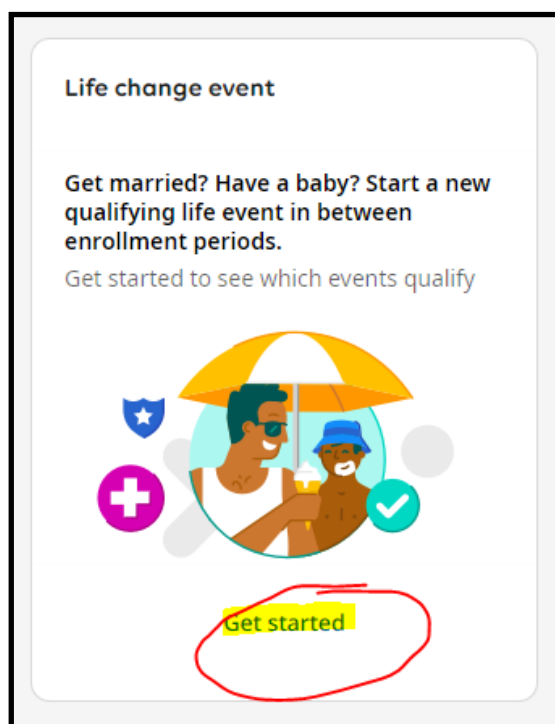 Life change event
Get married? Have a baby? Start a new
qualifying life event in between
enrollment periods.
Get started to see which events qualify
Get started